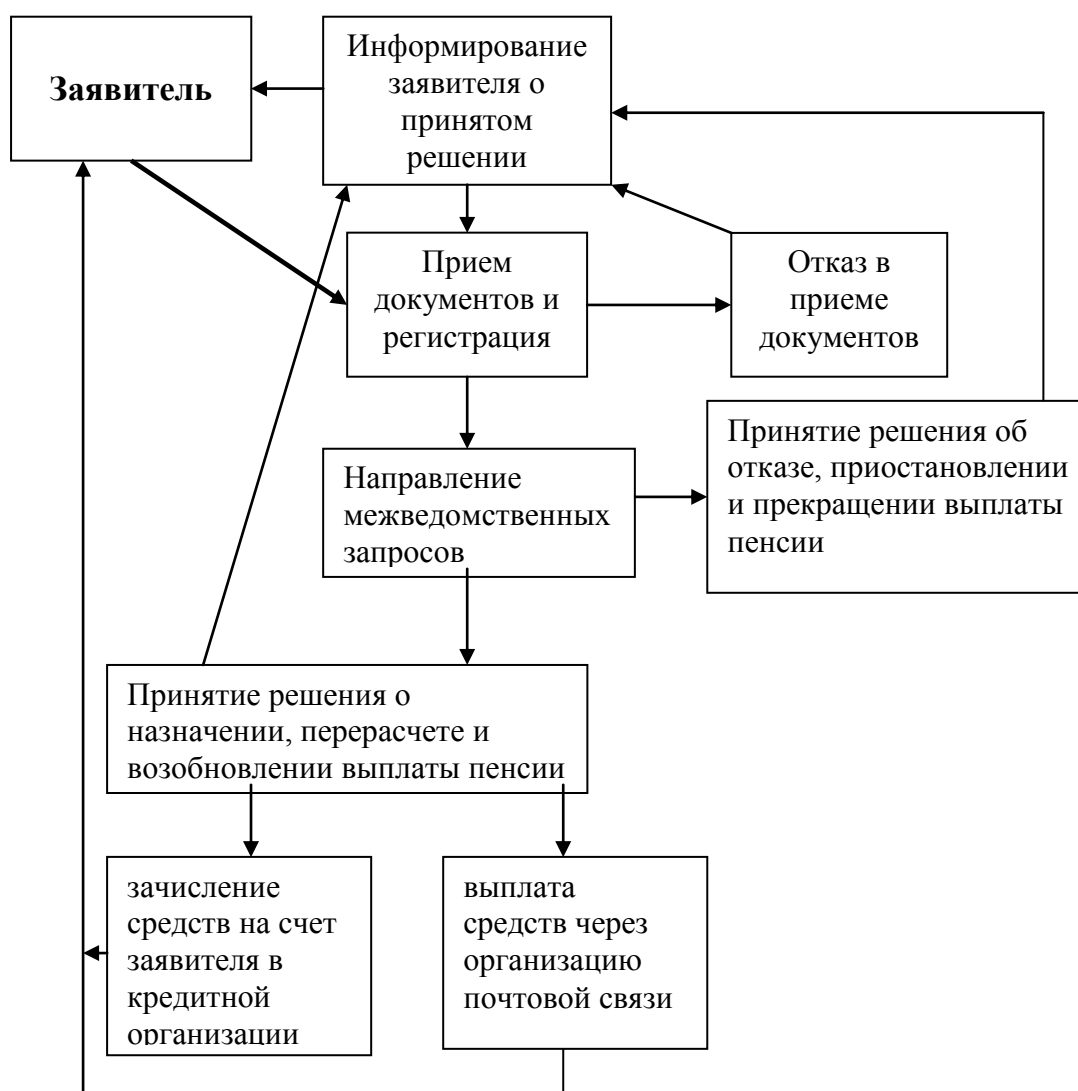 Заявитель
Информирование
заявителя о
принятом
решении
Прием
документов и
регистрация
Отказ в
приеме
документов
Направление
межведомственных
запросов
Принятие решения об
отказе, приостановлении
и прекращении выплаты
пенсии
Принятие решения о
назначении, перерасчете и
возобновлении выплаты пенсии
зачисление
средств на счет
заявителя в
кредитной
организации
выплата
средств через
организацию
почтовой связи